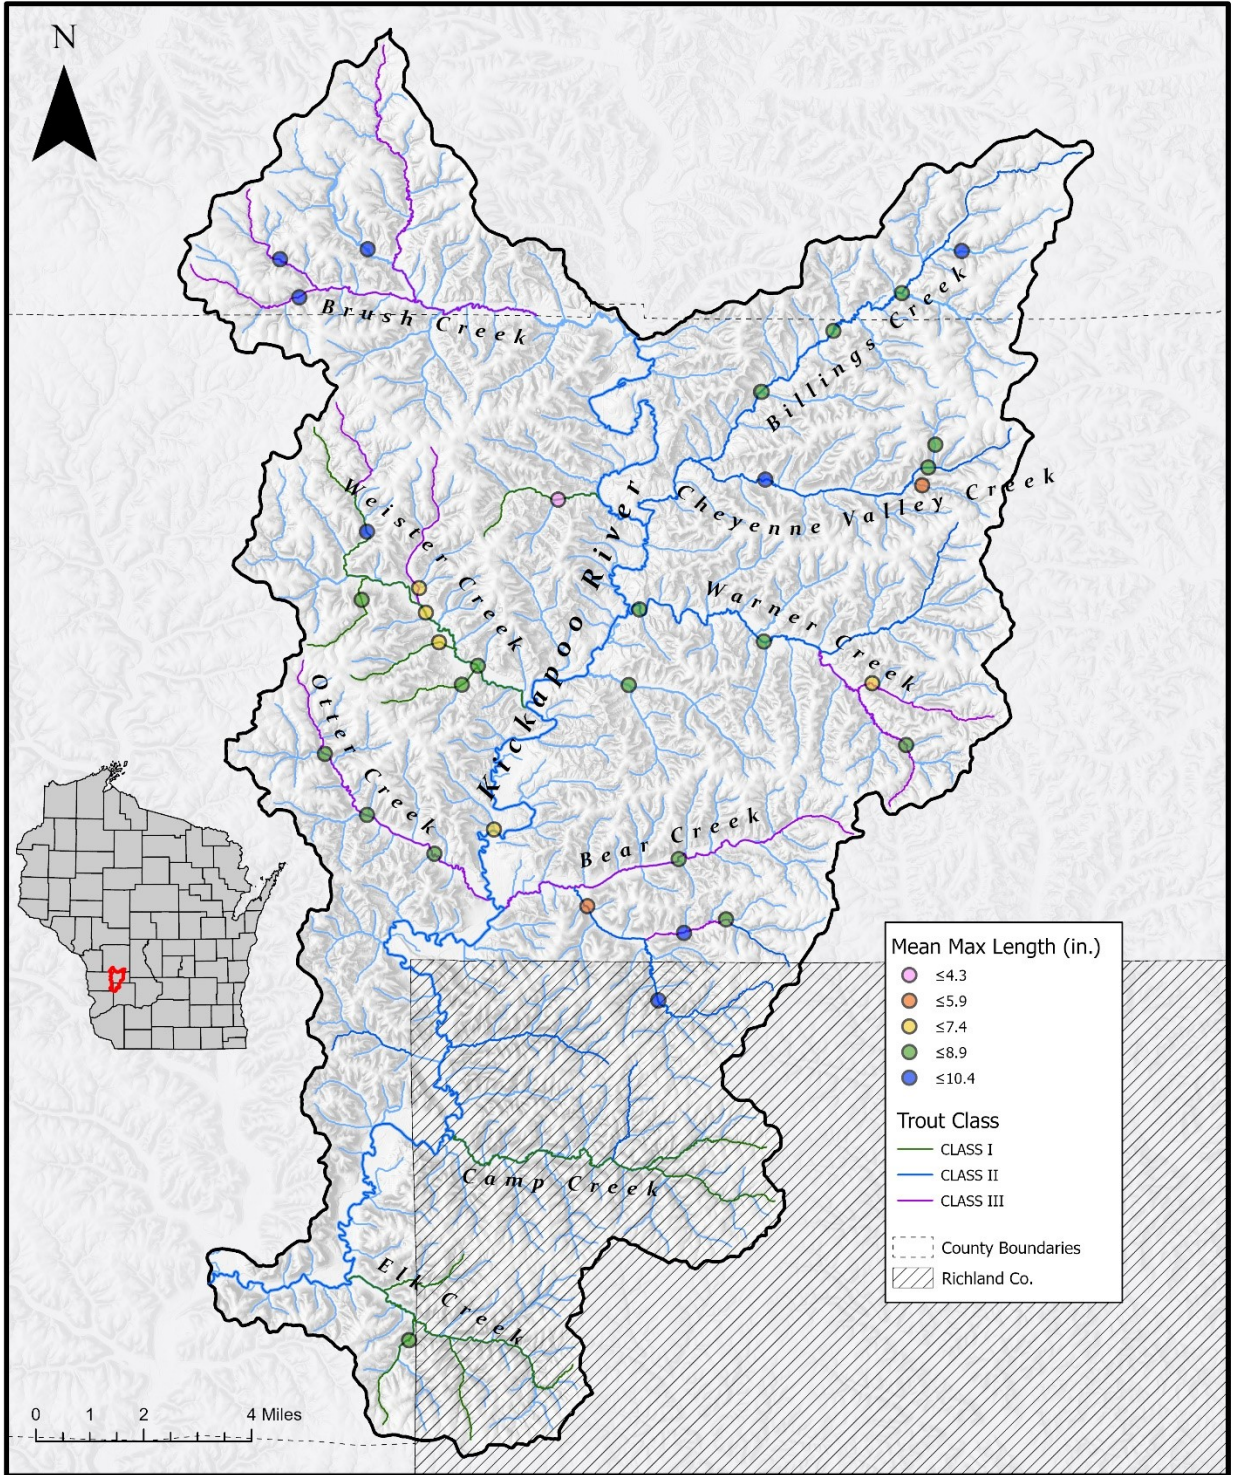 N
Brush Creek
Billings Creek
Cheyenne Valley Creek
Weister Creek
Kickapoo River
Warner Creek
Otter Creek
Bear Creek
Camp Creek
Elk Creek
Mean Max Length (in.)
≤4.3
≤5.9
≤7.4
≤8.9
≤10.4
Trout Class
CLASS I
CLASS II
CLASS III
County Boundaries
Richland Co.
0 1 2 4 Miles